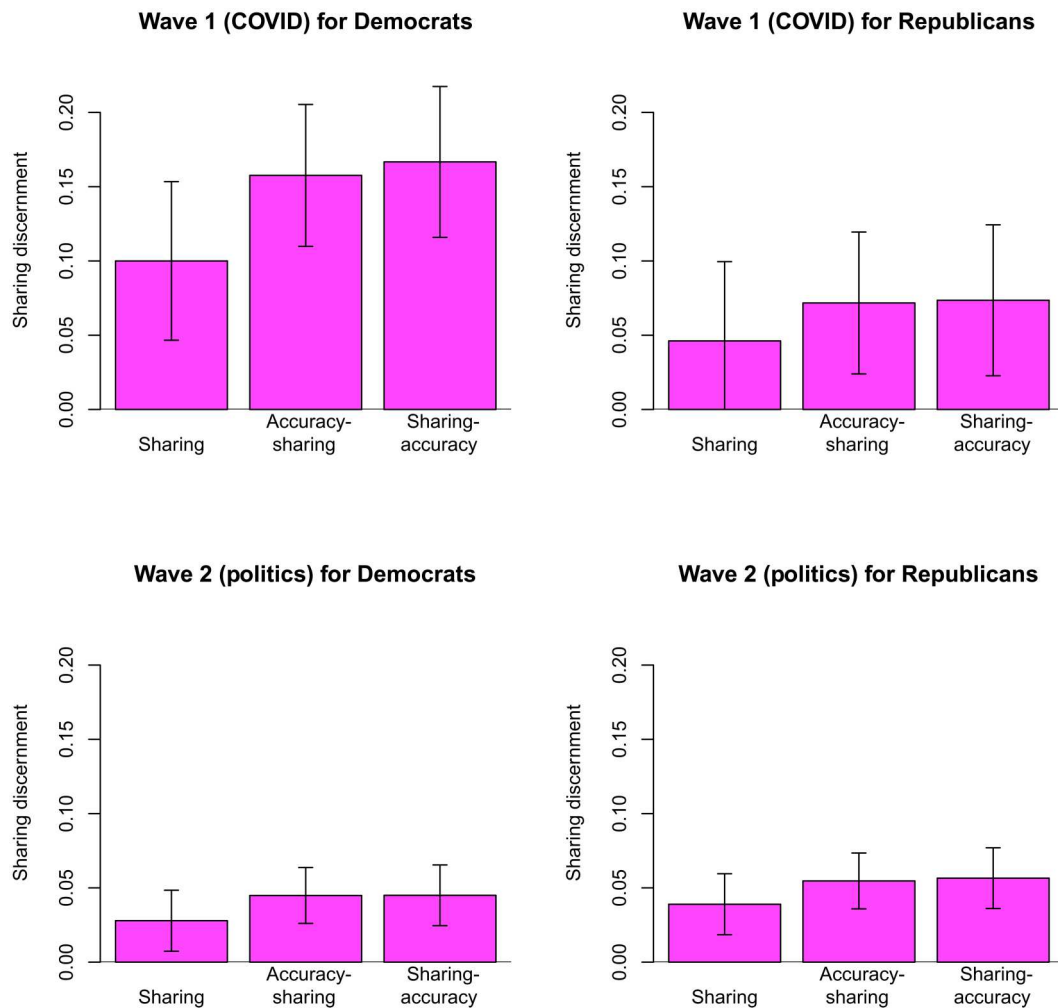 Wave 1 (COVID) for Democrats
Sharing discernment
0.20
0.15
0.10
0.05
0.00
Sharing
Accuracy-
sharing
Sharing-
accuracy
Wave 1 (COVID) for Republicans
Sharing discernment
0.20
0.15
0.10
0.05
0.00
Sharing
Accuracy-
sharing
Sharing-
accuracy
Wave 2 (politics) for Democrats
Sharing discernment
0.20
0.15
0.10
0.05
0.00
Sharing
Accuracy-
sharing
Sharing-
accuracy
Wave 2 (politics) for Republicans
Sharing discernment
0.20
0.15
0.10
0.05
0.00
Sharing
Accuracy-
sharing
Sharing-
accuracy